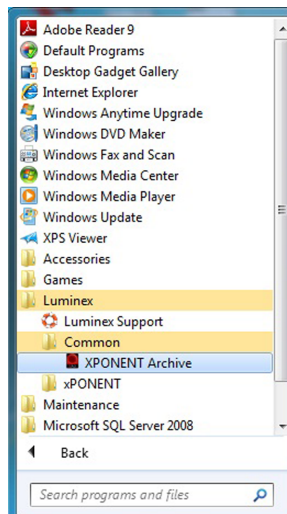 Adobe Reader 9
Default Programs
Desktop Gadget Gallery
Internet Explorer
Windows Anytime Upgrade
Windows DVD Maker
Windows Fax and Scan
Windows Media Center
Windows Media Player
Windows Update
XPS Viewer
Accessories
Games
Luminex
Luminex Support
Common
XPONENT Archive
xPONENT
Maintenance
Microsoft SQL Server 2008
Back
Search programs and files